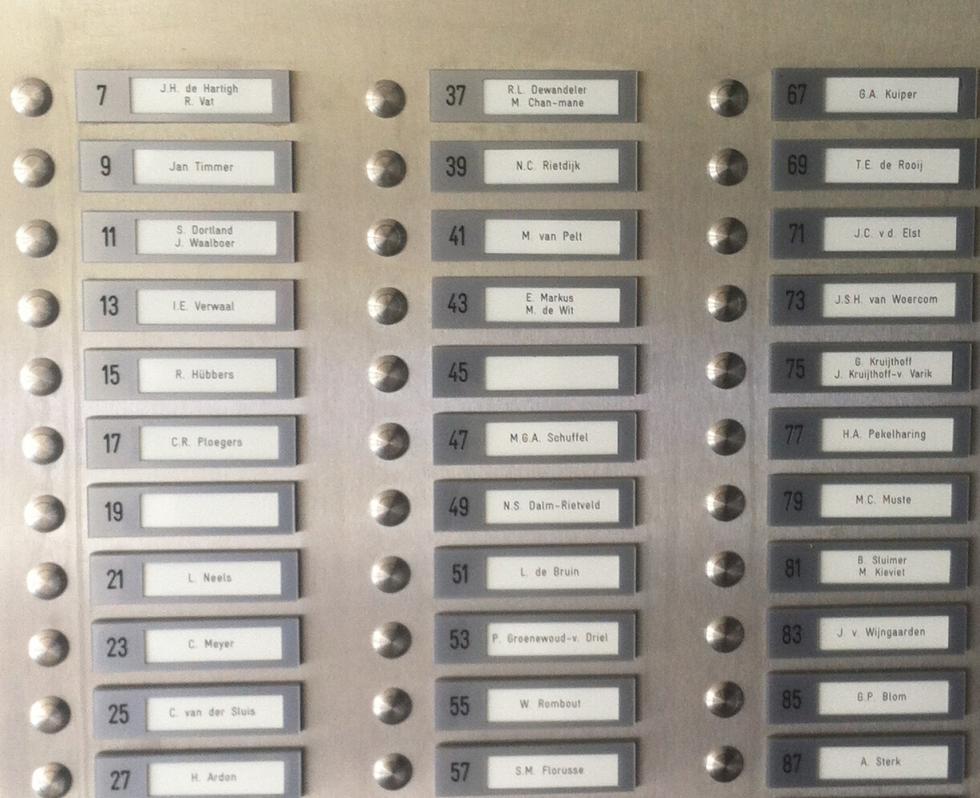 7
J.H. de Hartigh
R. Vat
9
Jan Timmer
11
S. Dortland
J. Waalboer
13
I.E. Verwaal
15
R. Hübbers
17
C.R. Ploegers
19
21
L. Neels
23
C. Meyer
25
C. van der Sluis
27
H. Ardon
37
R.L. Dewandeler
M. Chan-mane
39
N.C. Rietdijk
41
M. van Pelt
43
E. Markus
M. de Wit
45
47
M.G.A. Schuffel
49
N.S. Dalm-Rietveld
51
L. de Bruin
53
P. Groenewoud-v. Driel
55
W. Rombout
57
S.M. Florusse
67
G.A. Kuiper
69
T.E. de Rooij
71
J.C. v.d. Elst
73
J.S.H. van Woercom
75
G. Kruijthoff
J. Kruijthoff-v. Varik
77
H.A. Pekelharing
79
M.C. Muste
81
B. Sluimer
M. Kieviet
83
J. v. Wijngaarden
85
G.P. Blom
87
A. Sterk